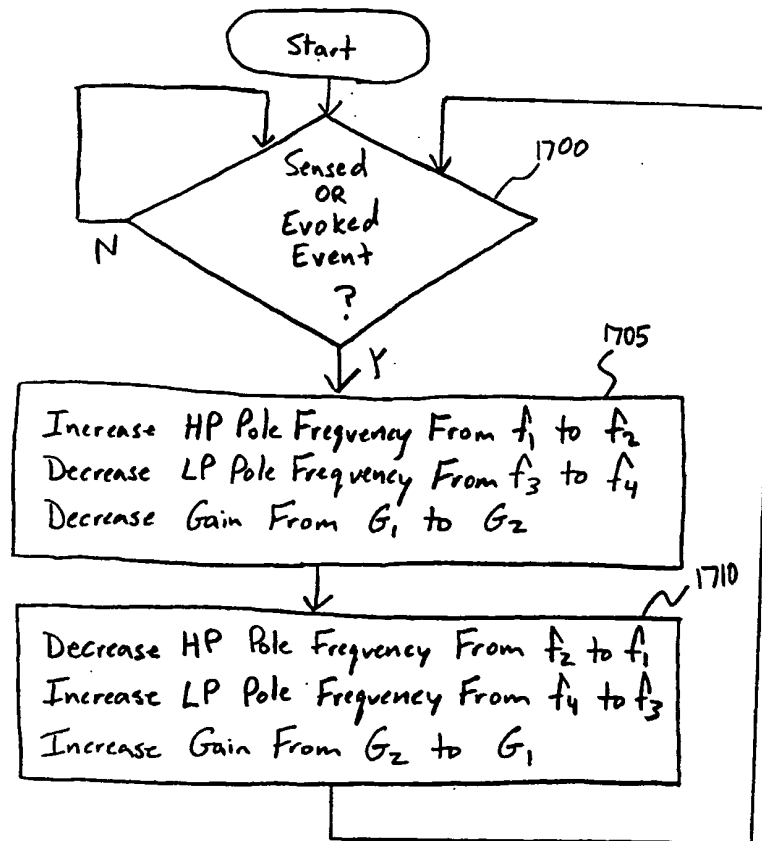 Start
1700
Sensed
OR
Evoked
Event
?
N
Y
1705
Increase HP Pole Frequency From f₁ to f₂
Decrease LP Pole Frequency From f₃ to f₄
Decrease Gain From G₁ to G₂
1710
Decrease HP Pole Frequency From f₂ to f₁
Increase LP Pole Frequency From f₄ to f₃
Increase Gain From G₂ to G₁